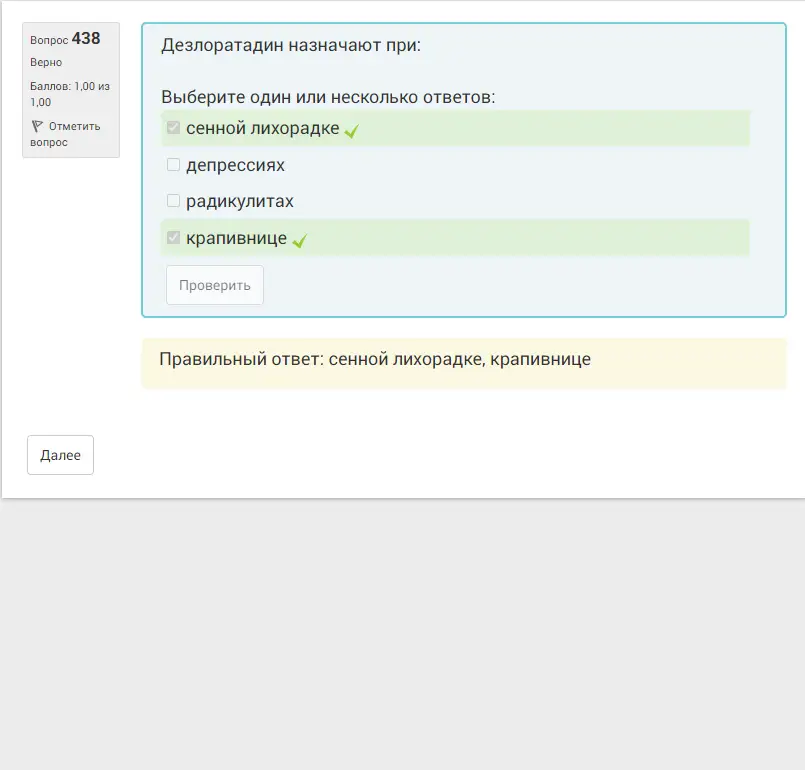 Вопрос 438
Верно
Баллов: 1,00 из
1,00
Отметить
вопрос
Дезлоратадин назначают при:
Выберите один или несколько ответов:
сенной лихорадке
депрессиях
радикулитах
крапивнице
Проверить
Правильный ответ: сенной лихорадке, крапивнице
Далее